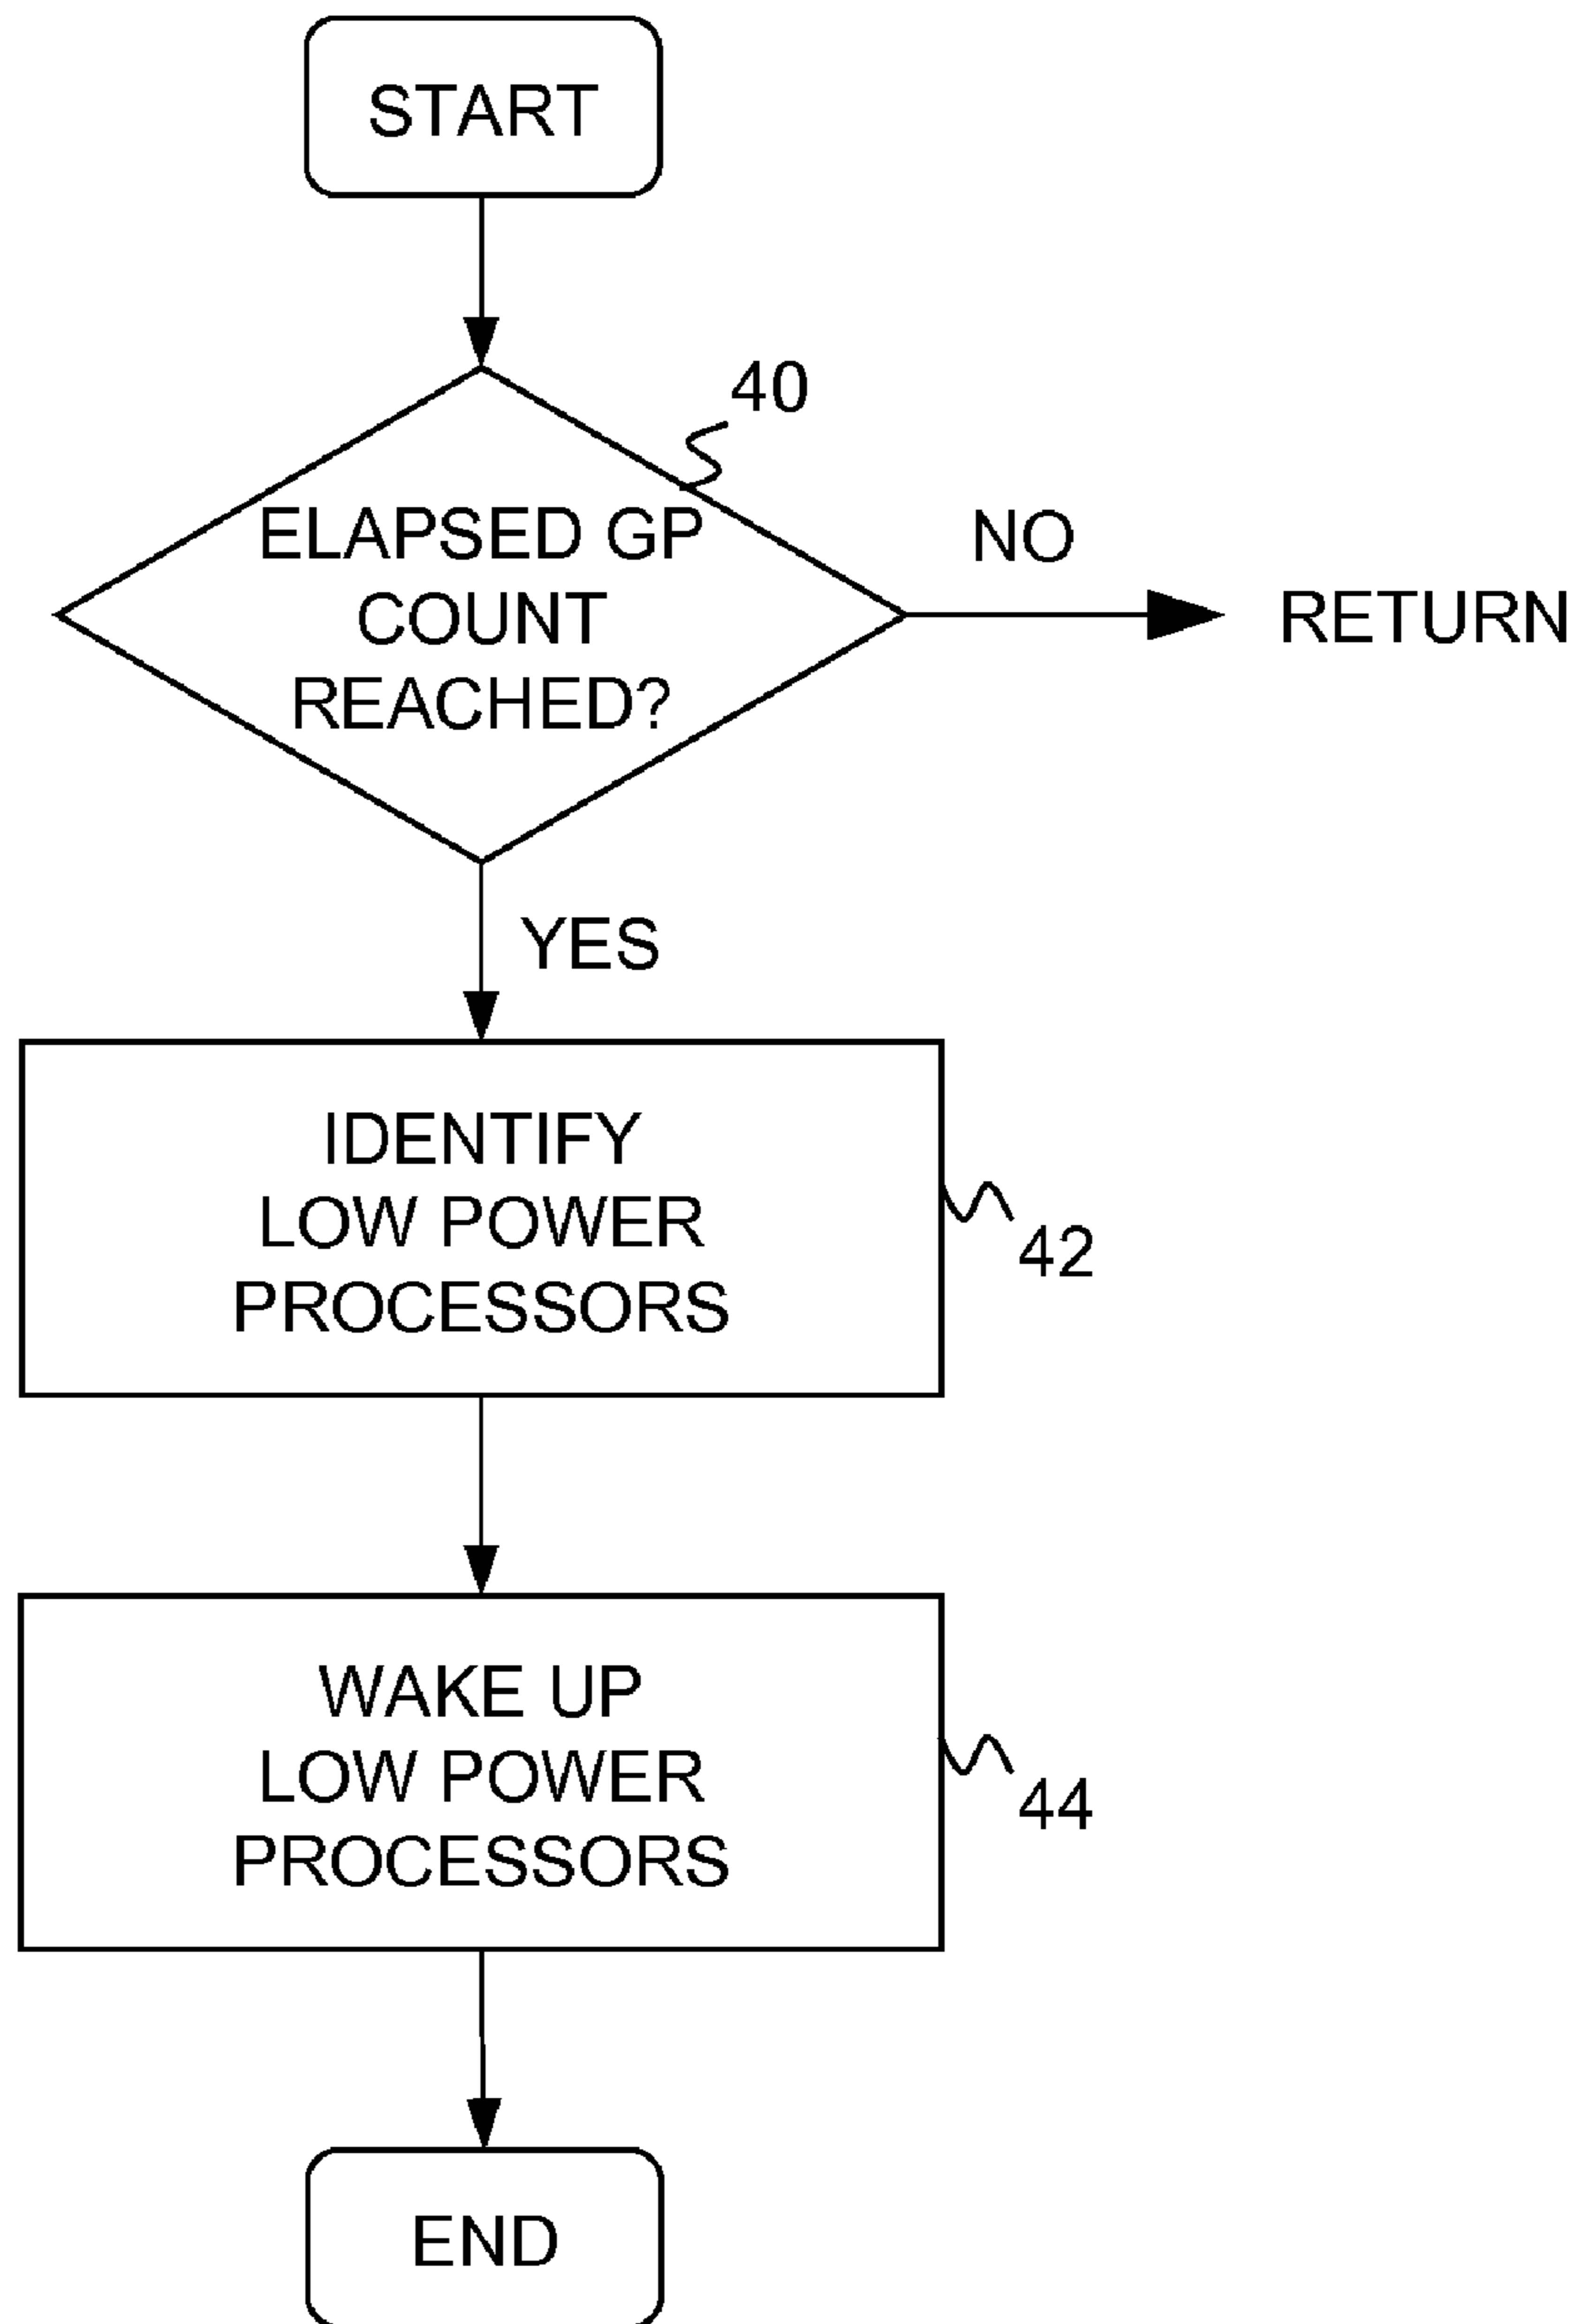 START
40
ELAPSED GP
COUNT
REACHED?
NO
RETURN
YES
IDENTIFY
LOW POWER
PROCESSORS
42
WAKE UP
LOW POWER
PROCESSORS
44
END